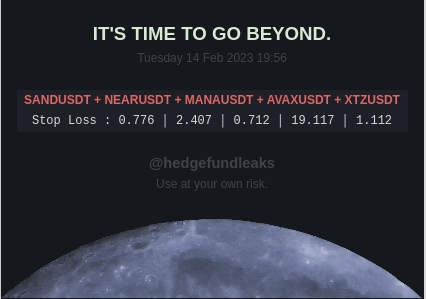 IT'S TIME TO GO BEYOND.
Tuesday 14 Feb 2023 19:56
SANDUSDT + NEARUSDT + MANAUSDT + AVAXUSDT + XTZUSDT
Stop Loss : 0.776 | 2.407 | 0.712 | 19.117 | 1.112
@hedgefundleaks
Use at your own risk.